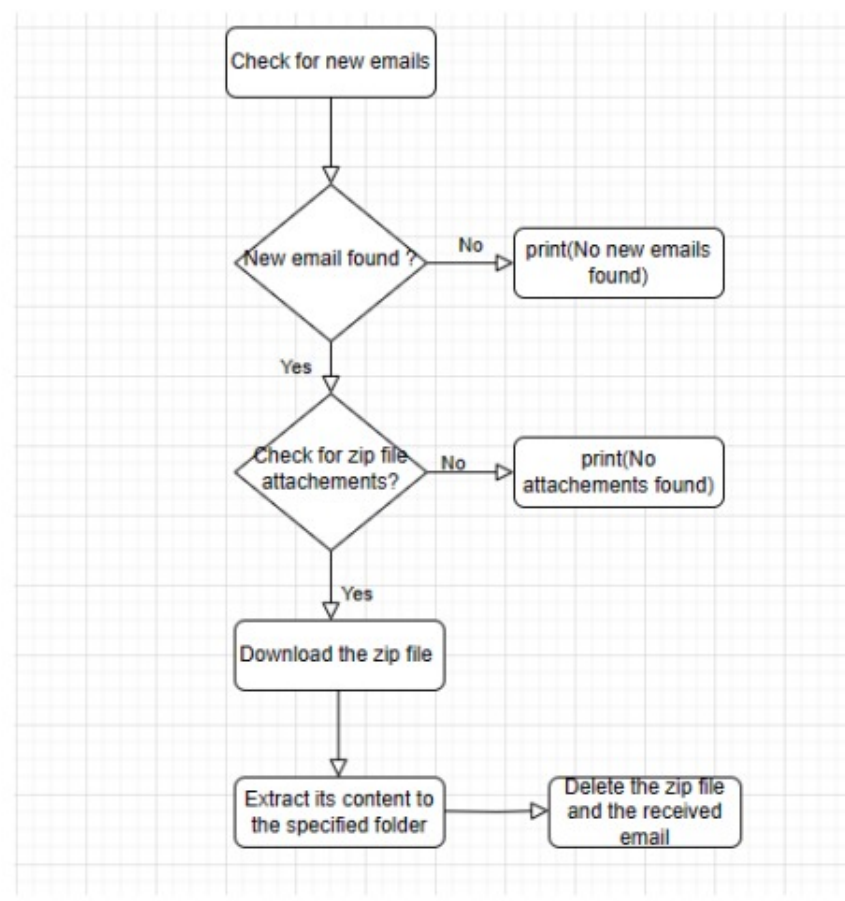 Check for new emails
New email found ?
No
print(No new emails
found)
Yes
Check for zip file
attachements?
No
print(No
attachements found)
Yes
Download the zip file
Extract its content to
the specified folder
Delete the zip file
and the received
email